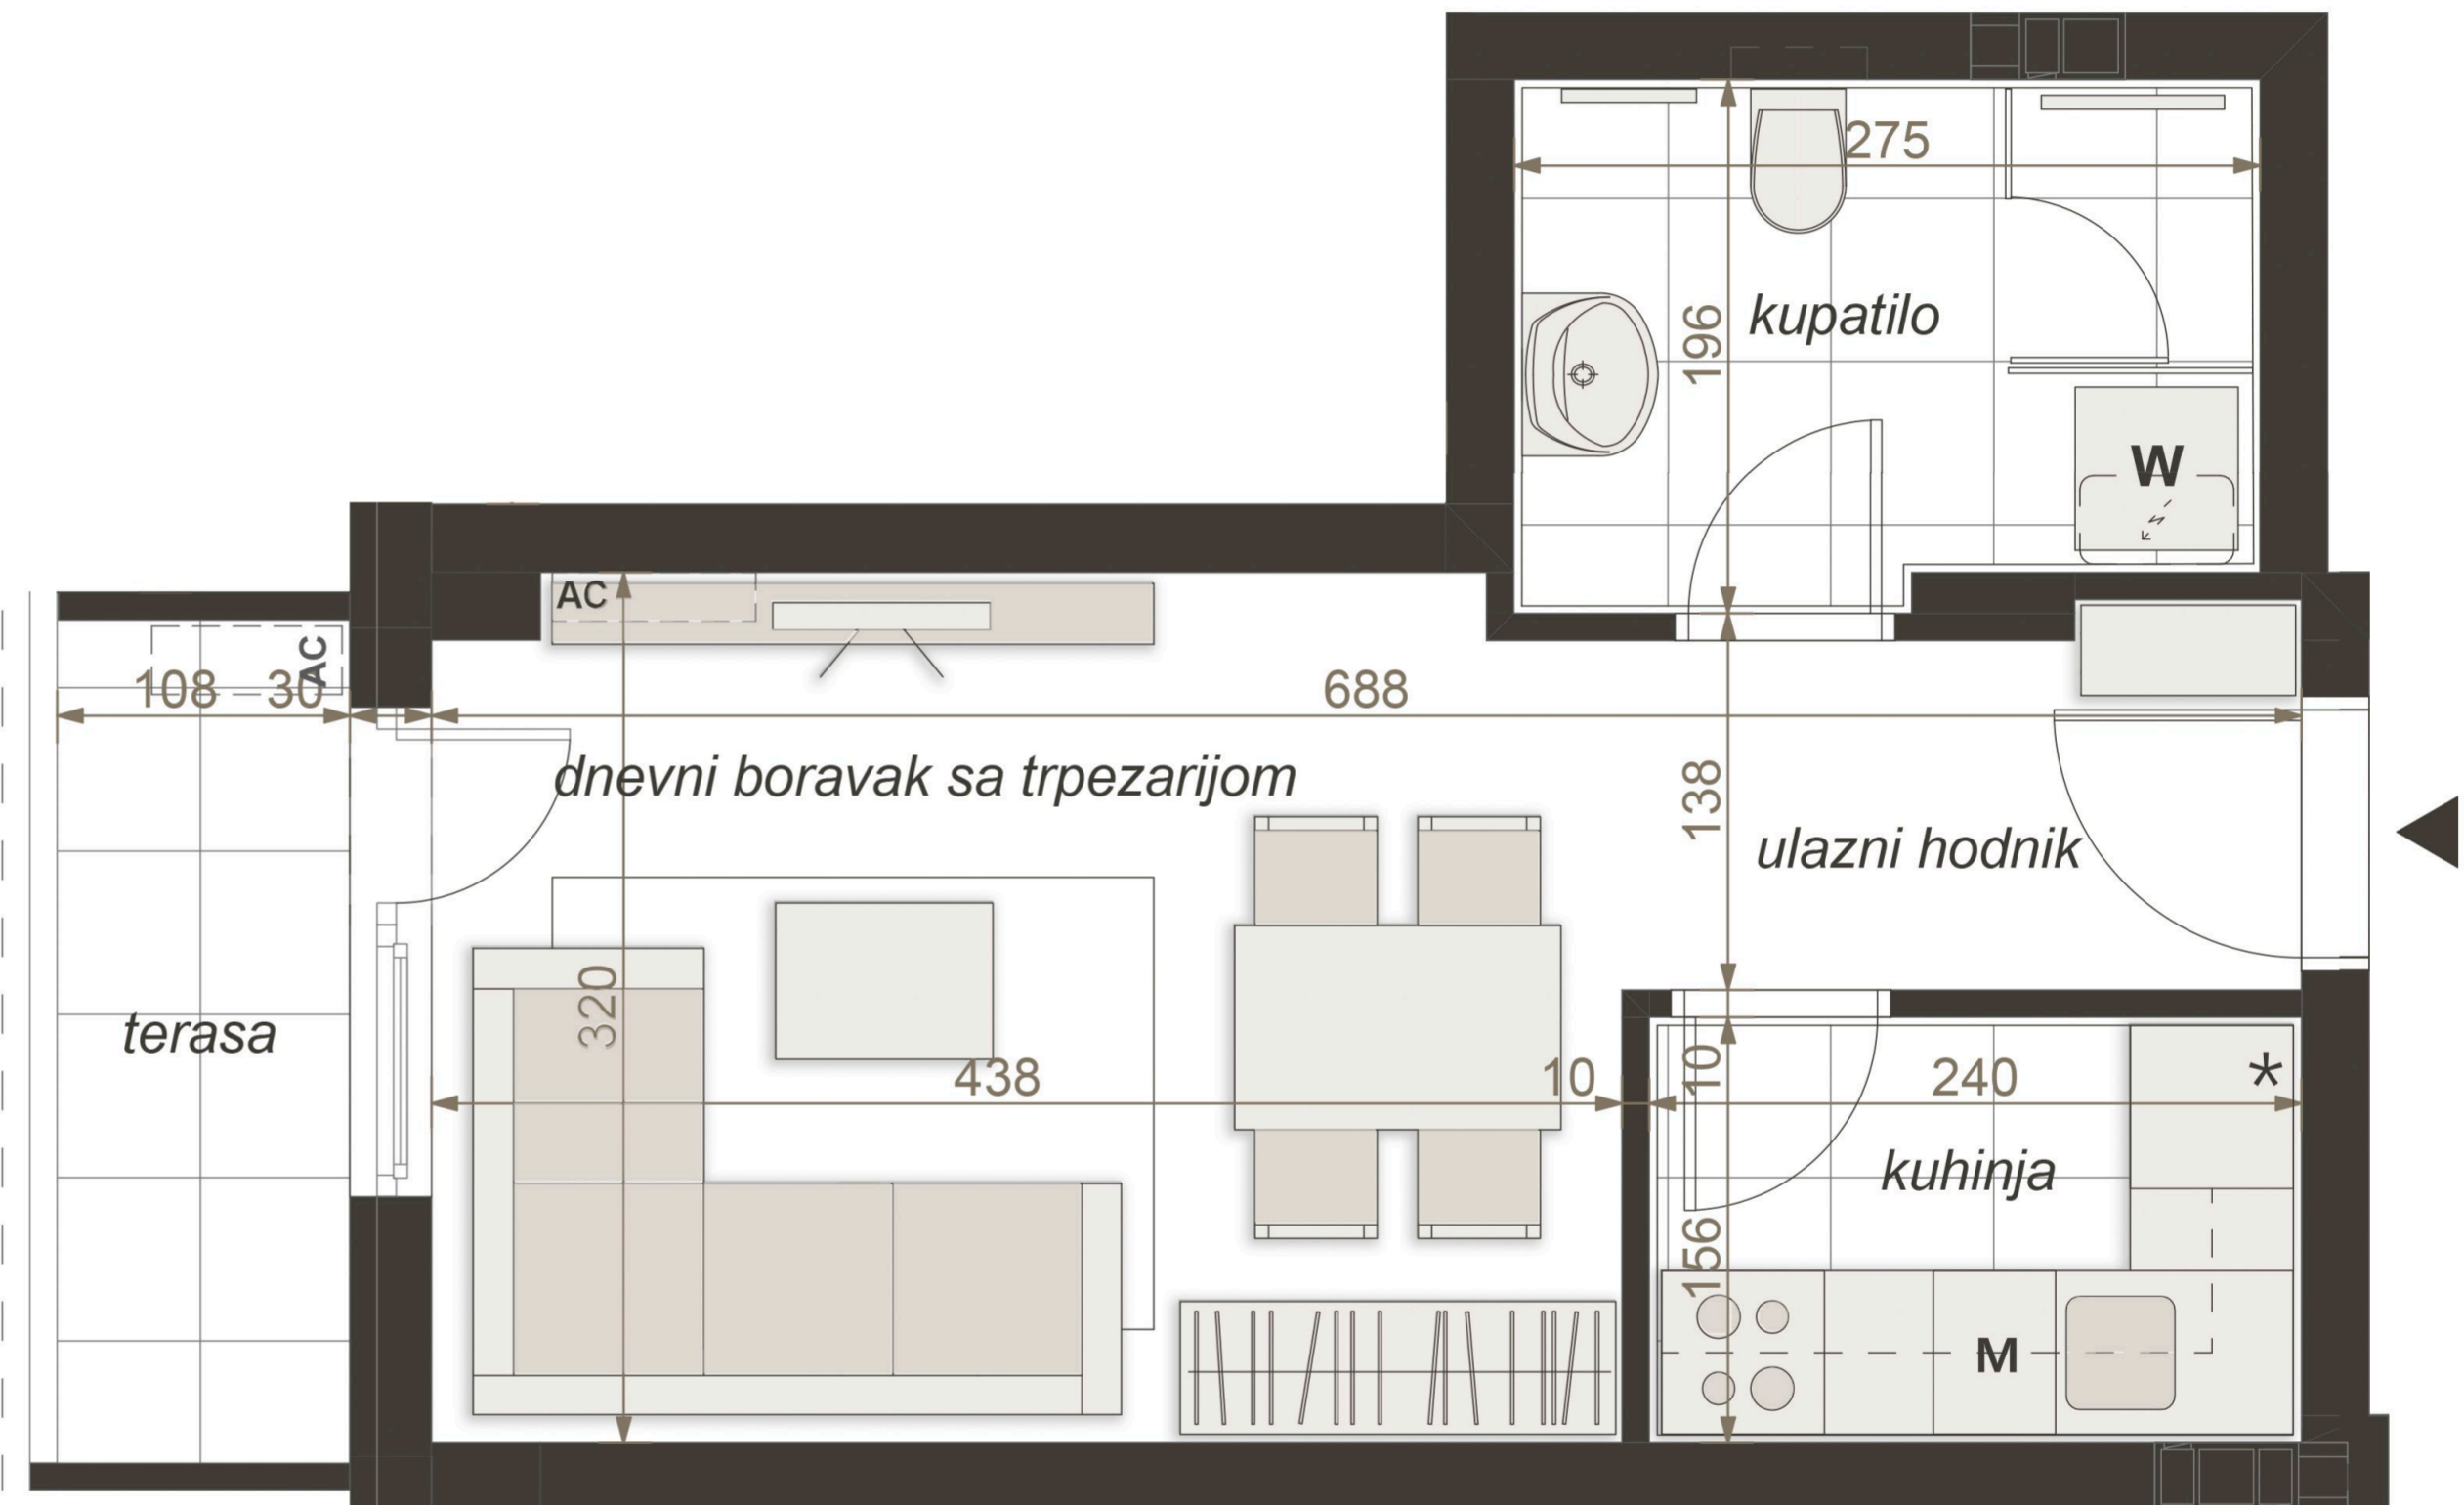 275
196
kupatilo
W
AC
AC
108
30
688
dnevni boravak sa trpezarijom
138
ulazni hodnik
320
terasa
438
10
10
240
*
kuhinja
156
M